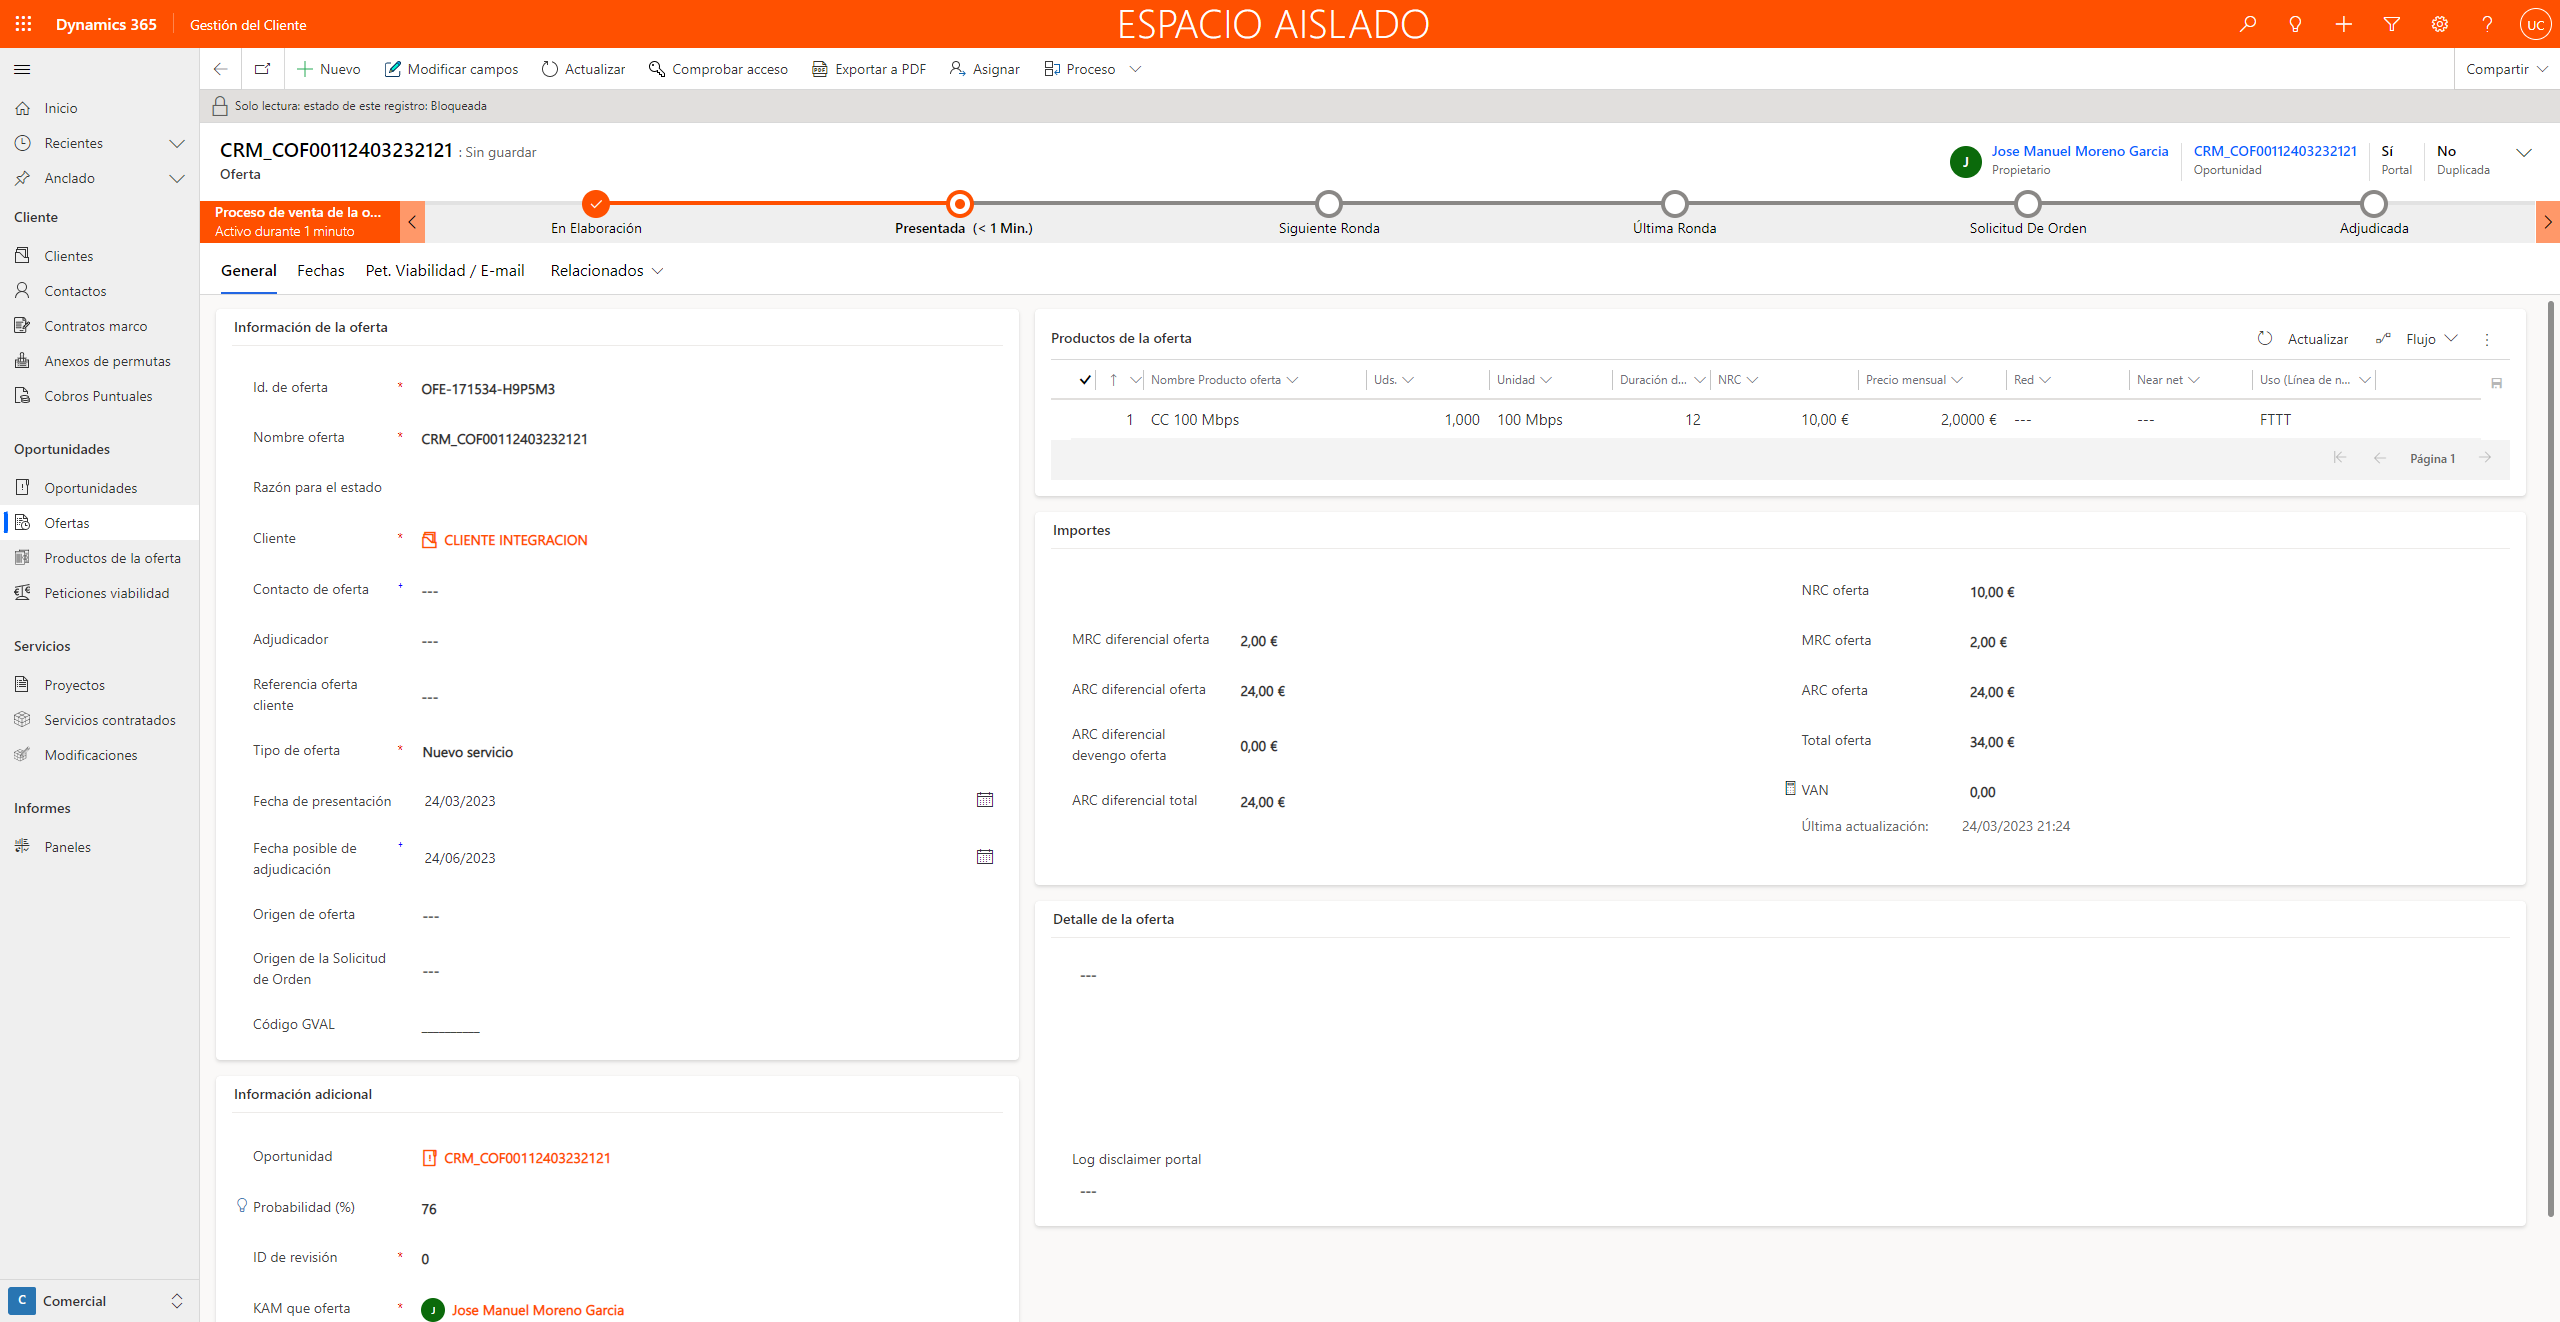 Dynamics 365
Gestión del Cliente
ESPACIO AISLADO
UC
Nuevo
Modificar campos
Actualizar
Comprobar acceso
Exportar a PDF
Asignar
Proceso
Compartir
Solo lectura: estado de este registro: Bloqueada
Inicio
Recientes
Anclado
Cliente
Clientes
Contactos
Contratos marco
Anexos de permutas
Cobros Puntuales
Oportunidades
Oportunidades
Ofertas
Productos de la oferta
Peticiones viabilidad
Servicios
Proyectos
Servicios contratados
Modificaciones
Informes
Paneles
C Comercial
CRM_COF00112403232121 : Sin guardar
Oferta
J
Jose Manuel Moreno Garcia
Propietario
CRM_COF00112403232121
Oportunidad
Sí
Portal
No
Duplicada
Proceso de venta de la o...
Activo durante 1 minuto
En Elaboración
Presentada (< 1 Min.)
Siguiente Ronda
Última Ronda
Solicitud De Orden
Adjudicada
General
Fechas
Pet. Viabilidad / E-mail
Relacionados
Información de la oferta
Id. de oferta * OFE-171534-H9P5M3
Nombre oferta * CRM_COF00112403232121
Razón para el estado
Cliente * CLIENTE INTEGRACION
Contacto de oferta + ---
Adjudicador ---
Referencia oferta
cliente
---
Tipo de oferta * Nuevo servicio
Fecha de presentación 24/03/2023
Fecha posible de
adjudicación
+ 24/06/2023
Origen de oferta ---
Origen de la Solicitud
de Orden
---
Código GVAL __________
Información adicional
Oportunidad CRM_COF00112403232121
Probabilidad (%) 76
ID de revisión * 0
KAM que oferta * J Jose Manuel Moreno Garcia
Productos de la oferta
Actualizar
Flujo
Nombre Producto oferta Uds. Unidad Duración d... NRC Precio mensual Red Near net Uso (Línea de n...
1 CC 100 Mbps 1,000 100 Mbps 12 10,00 € 2,0000 € --- --- FTTT
Página 1
Importes
MRC diferencial oferta 2,00 €
ARC diferencial oferta 24,00 €
ARC diferencial
devengo oferta
0,00 €
ARC diferencial total 24,00 €
NRC oferta 10,00 €
MRC oferta 2,00 €
ARC oferta 24,00 €
Total oferta 34,00 €
VAN 0,00
Última actualización: 24/03/2023 21:24
Detalle de la oferta
---
Log disclaimer portal
---